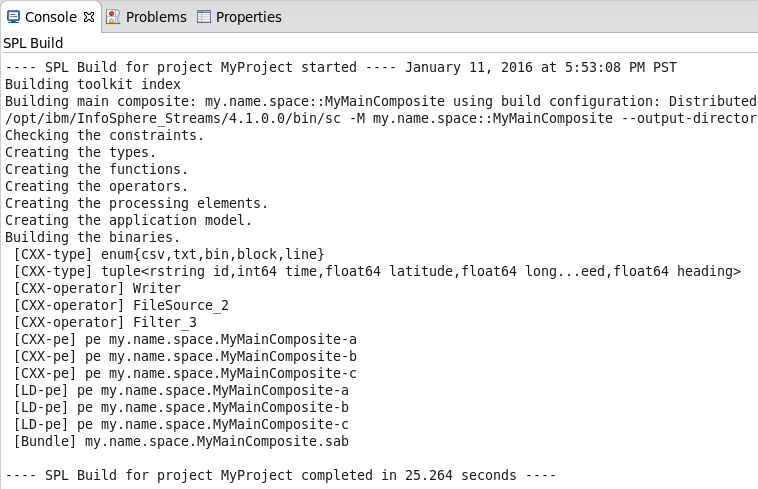 Console Problems Properties
SPL Build
---- SPL Build for project MyProject started ---- January 11, 2016 at 5:53:08 PM PST
Building toolkit index
Building main composite: my.name.space::MyMainComposite using build configuration: Distributed
/opt/ibm/InfoSphere_Streams/4.1.0.0/bin/sc -M my.name.space::MyMainComposite --output-director
Checking the constraints.
Creating the types.
Creating the functions.
Creating the operators.
Creating the processing elements.
Creating the application model.
Building the binaries.
 [CXX-type] enum{csv,txt,bin,block,line}
 [CXX-type] tuple<rstring id,int64 time,float64 latitude,float64 long...eed,float64 heading>
 [CXX-operator] Writer
 [CXX-operator] FileSource_2
 [CXX-operator] Filter_3
 [CXX-pe] pe my.name.space.MyMainComposite-a
 [CXX-pe] pe my.name.space.MyMainComposite-b
 [CXX-pe] pe my.name.space.MyMainComposite-c
 [LD-pe] pe my.name.space.MyMainComposite-a
 [LD-pe] pe my.name.space.MyMainComposite-b
 [LD-pe] pe my.name.space.MyMainComposite-c
 [Bundle] my.name.space.MyMainComposite.sab
---- SPL Build for project MyProject completed in 25.264 seconds ----